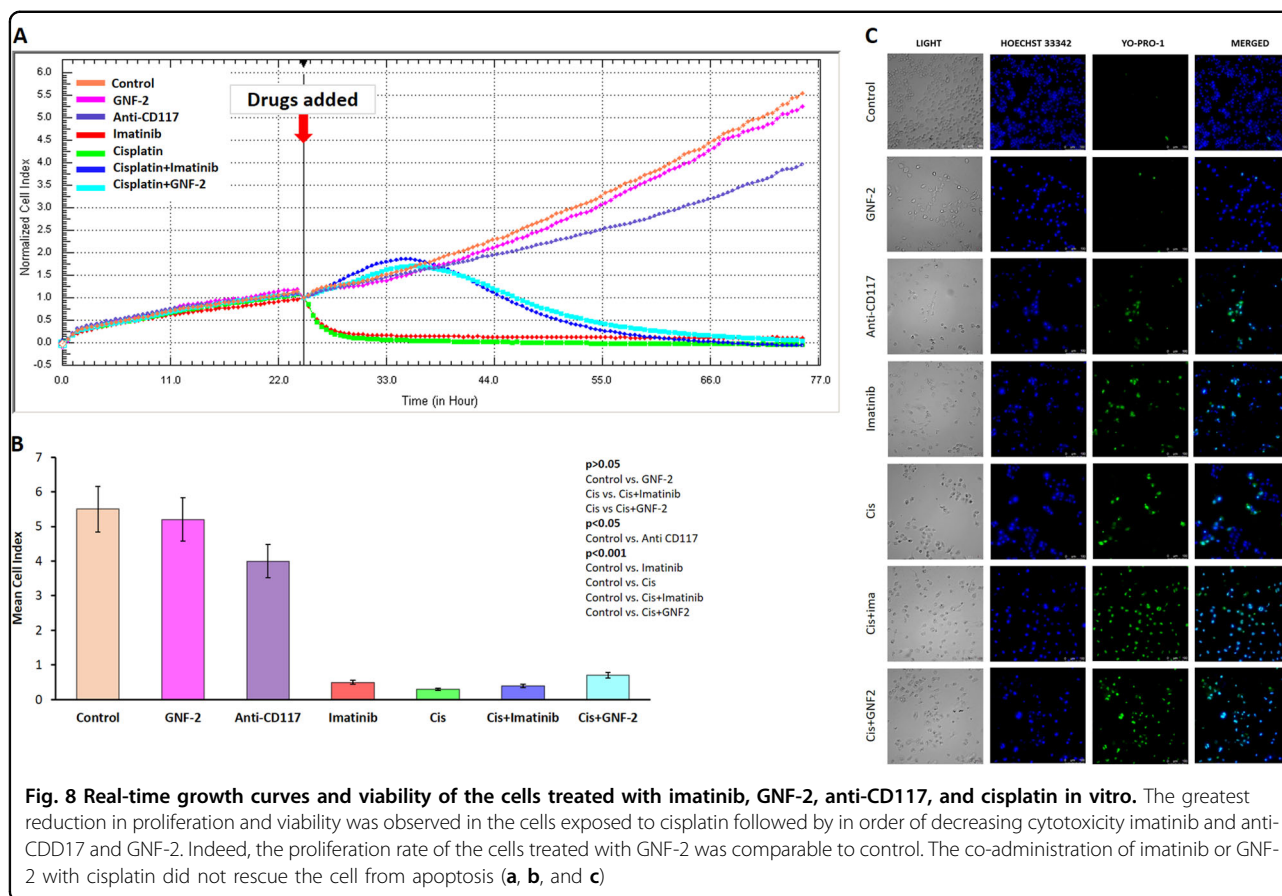 A
Normalized Cell Index
6.0
5.5
5.0
4.5
4.0
3.5
3.0
2.5
2.0
1.5
1.0
0.5
0.0
-0.5
Control
GNF-2
Anti-CD117
Imatinib
Cisplatin
Cisplatin+Imatinib
Cisplatin+GNF-2
Drugs added
0.0 11.0 22.0 33.0 44.0 55.0 66.0 77.0
Time (in Hour)
B
Mean Cell Index
7
6
5
4
3
2
1
0
Control GNF-2 Anti-CD117 Imatinib Cis Cis+Imatinib Cis+GNF-2
p>0.05
Control vs. GNF-2
Cis vs. Cis+Imatinib
Cis vs Cis+GNF-2
p<0.05
Control vs. Anti CD117
p<0.001
Control vs. Imatinib
Control vs. Cis
Control vs. Cis+Imatinib
Control vs. Cis+GNF2
C
LIGHT HOECHST 33342 YO-PRO-1 MERGED
Control
GNF-2
Anti-CD117
Imatinib
Cis
Cis+ima
Cis+GNF2
Fig. 8 Real-time growth curves and viability of the cells treated with imatinib, GNF-2, anti-CD117, and cisplatin in vitro. The greatest
reduction in proliferation and viability was observed in the cells exposed to cisplatin followed by in order of decreasing cytotoxicity imatinib and anti-
CDD17 and GNF-2. Indeed, the proliferation rate of the cells treated with GNF-2 was comparable to control. The co-administration of imatinib or GNF-
2 with cisplatin did not rescue the cell from apoptosis (a, b, and c)